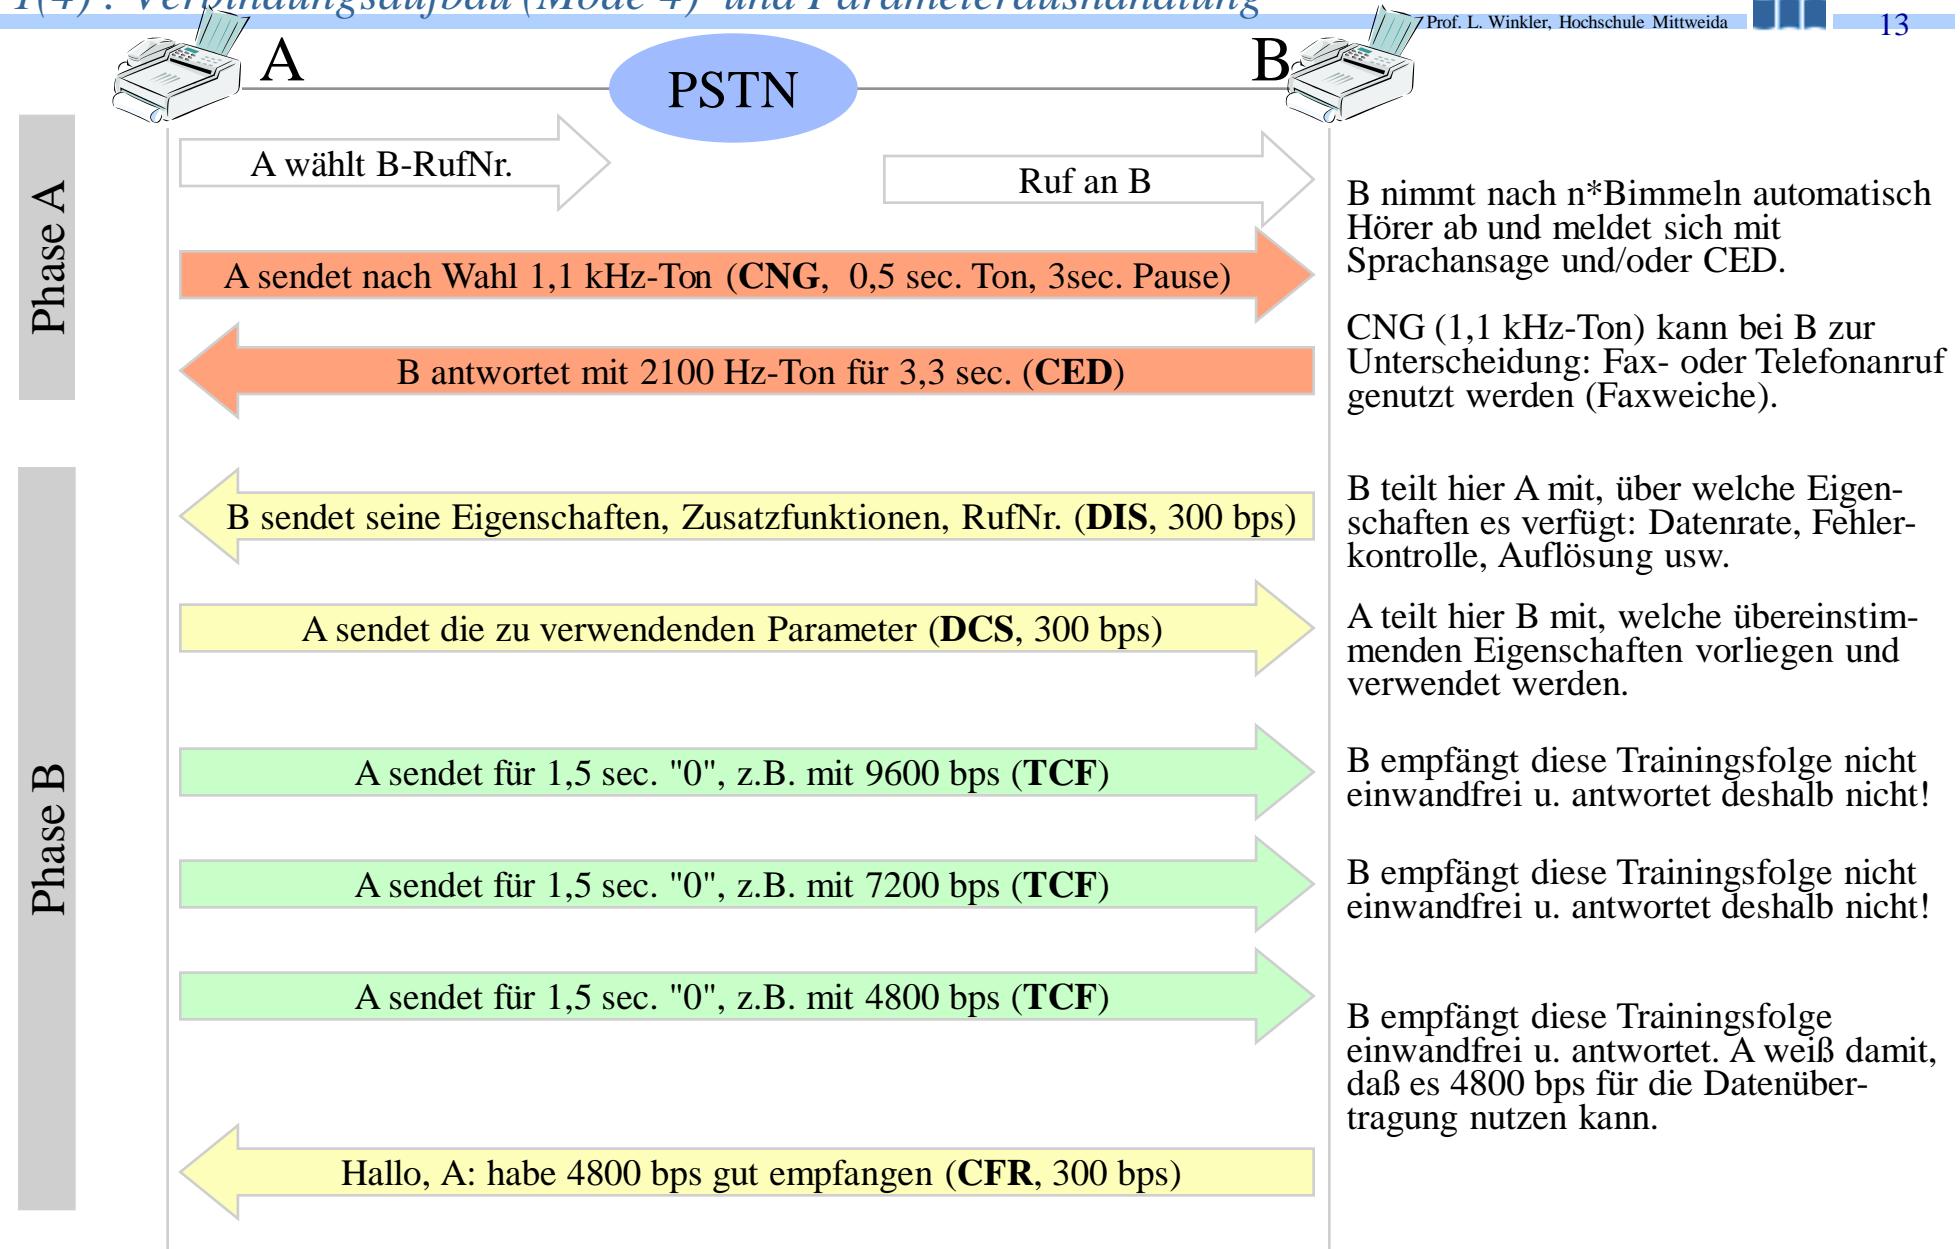 1(4) : Verbindungsaufbau (Mode 4) und Parameteraushandlung
Prof. L. Winkler, Hochschule Mittweida
13
A
PSTN
B
Phase A
A wählt B-RufNr.
Ruf an B
B nimmt nach n*Bimmeln automatisch
Hörer ab und meldet sich mit
Sprachansage und/oder CED.
A sendet nach Wahl 1,1 kHz-Ton (CNG, 0,5 sec. Ton, 3sec. Pause)
CNG (1,1 kHz-Ton) kann bei B zur
Unterscheidung: Fax- oder Telefonanruf
genutzt werden (Faxweiche).
B antwortet mit 2100 Hz-Ton für 3,3 sec. (CED)
Phase B
B sendet seine Eigenschaften, Zusatzfunktionen, RufNr. (DIS, 300 bps)
B teilt hier A mit, über welche Eigen-
schaften es verfügt: Datenrate, Fehler-
kontrolle, Auflösung usw.
A sendet die zu verwendenden Parameter (DCS, 300 bps)
A teilt hier B mit, welche übereinstim-
menden Eigenschaften vorliegen und
verwendet werden.
A sendet für 1,5 sec. "0", z.B. mit 9600 bps (TCF)
B empfängt diese Trainingsfolge nicht
einwandfrei u. antwortet deshalb nicht!
A sendet für 1,5 sec. "0", z.B. mit 7200 bps (TCF)
B empfängt diese Trainingsfolge nicht
einwandfrei u. antwortet deshalb nicht!
A sendet für 1,5 sec. "0", z.B. mit 4800 bps (TCF)
B empfängt diese Trainingsfolge
einwandfrei u. antwortet. A weiß damit,
daß es 4800 bps für die Datenüber-
tragung nutzen kann.
Hallo, A: habe 4800 bps gut empfangen (CFR, 300 bps)